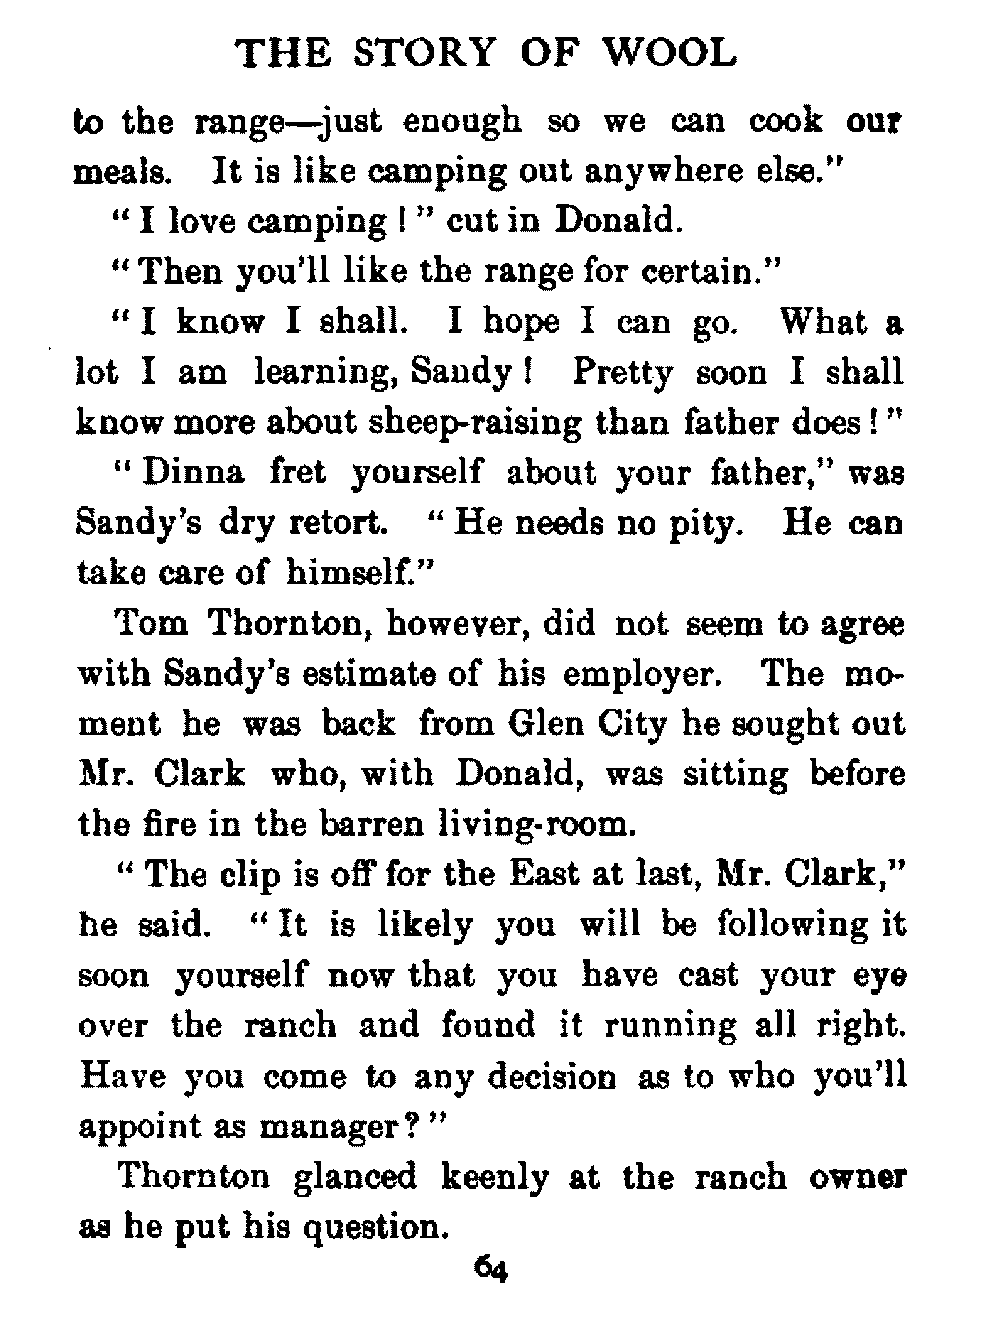 THE STORY OF WOOL
to the range—just enough so we can cook our
meals. It is like camping out anywhere else."
"I love camping!" cut in Donald.
"Then you'll like the range for certain."
"I know I shall. I hope I can go. What a
lot I am learning, Sandy! Pretty soon I shall
know more about sheep-raising than father does!"
"Dinna fret yourself about your father," was
Sandy's dry retort. "He needs no pity. He can
take care of himself."
Tom Thornton, however, did not seem to agree
with Sandy's estimate of his employer. The mo-
ment he was back from Glen City he sought out
Mr. Clark who, with Donald, was sitting before
the fire in the barren living-room.
"The clip is off for the East at last, Mr. Clark,"
he said. "It is likely you will be following it
soon yourself now that you have cast your eye
over the ranch and found it running all right.
Have you come to any decision as to who you'll
appoint as manager?"
Thornton glanced keenly at the ranch owner
as he put his question.
64